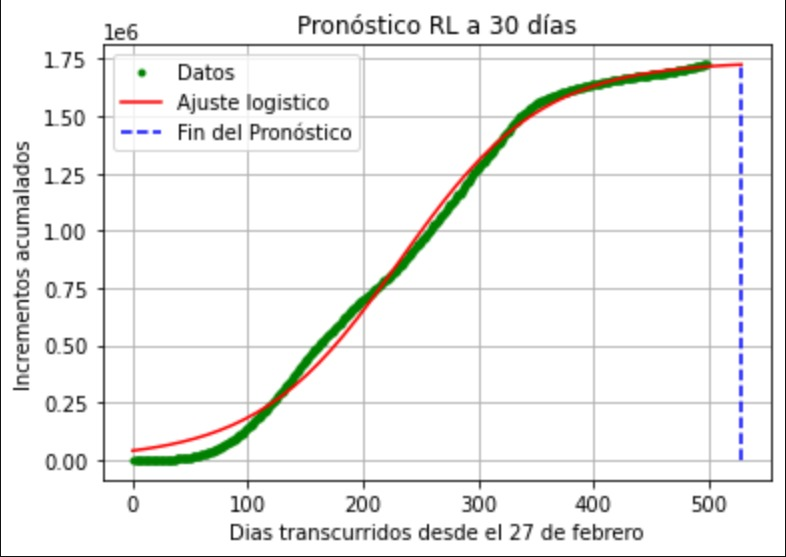 Pronóstico RL a 30 días
1e6
Datos
Ajuste logistico
Fin del Pronóstico
1.75
1.50
1.25
1.00
0.75
0.50
0.25
0.00
Incrementos acumalados
0 100 200 300 400 500
Dias transcurridos desde el 27 de febrero